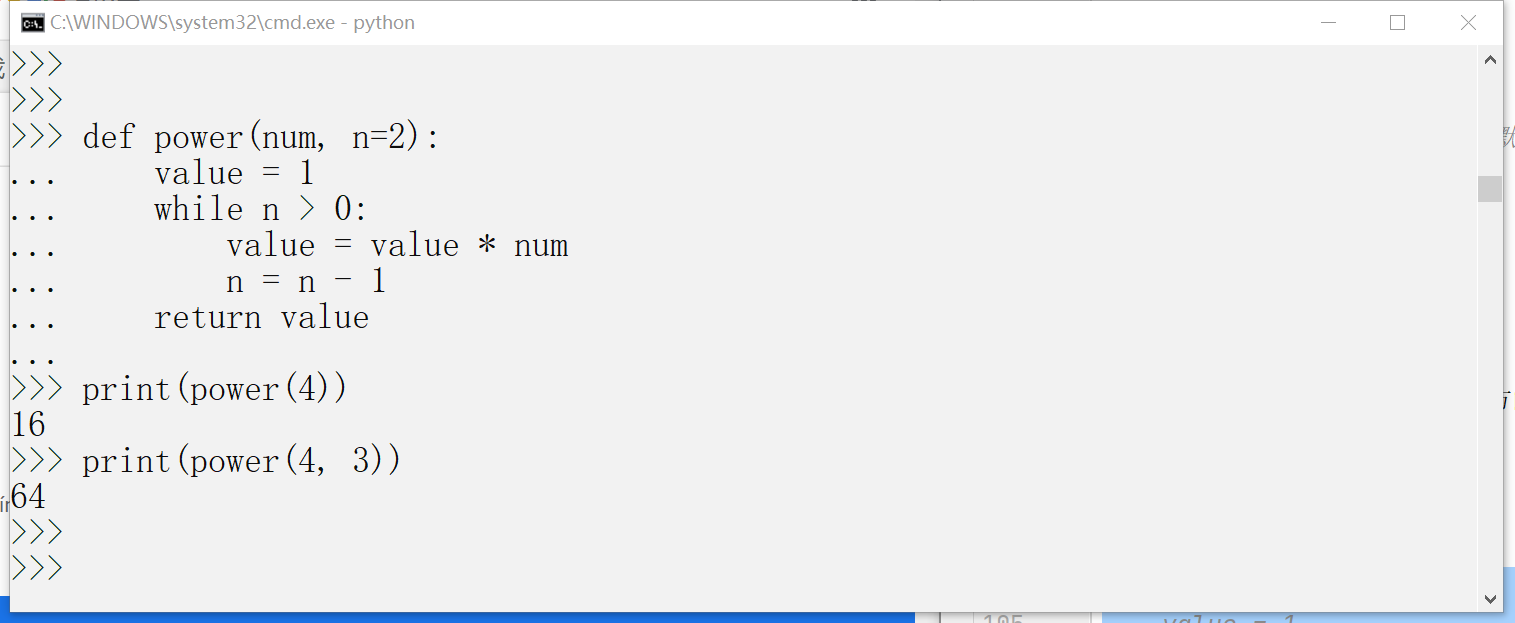 C:\WINDOWS\system32\cmd.exe - python
>>>
>>>
>>> def power(num, n=2):
...     value = 1
...     while n > 0:
...         value = value * num
...         n = n - 1
...     return value
...
>>> print(power(4))
16
>>> print(power(4, 3))
64
>>>
>>>